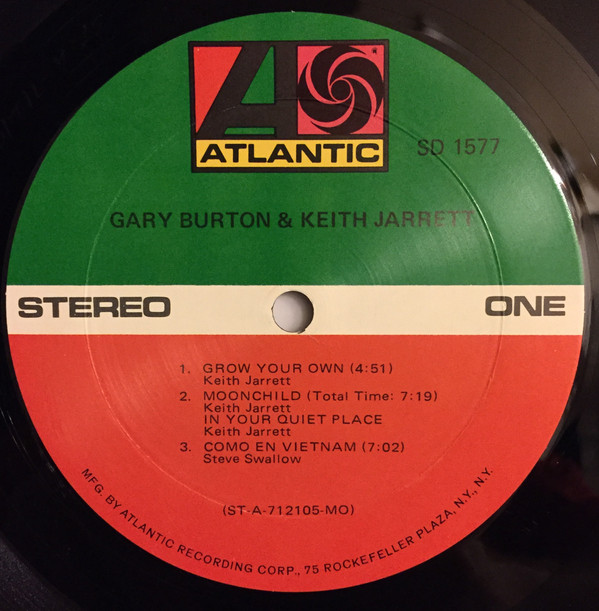 ATLANTIC
SD 1577
GARY BURTON & KEITH JARRETT
STEREO
ONE
1. GROW YOUR OWN (4:51)
Keith Jarrett
2. MOONCHILD (Total Time: 7:19)
Keith Jarrett
IN YOUR QUIET PLACE
Keith Jarrett
3. COMO EN VIETNAM (7:02)
Steve Swallow
(ST-A-712105-MO)
MFG. BY ATLANTIC RECORDING CORP., 75 ROCKEFELLER PLAZA, N.Y., N.Y.